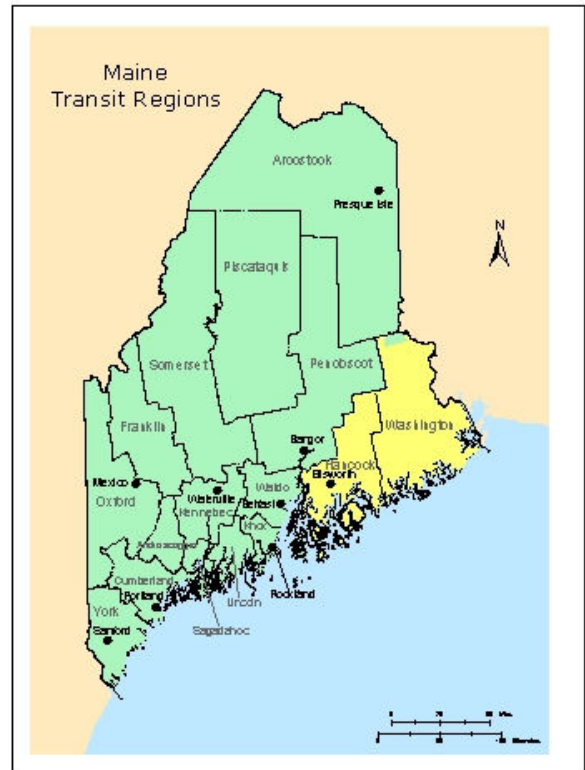 Maine
Transit Regions
Aroostook
Presque Isle
N
Piscataquis
Somerset
Penobscot
Franklin
Washington
Bangor
Hancock
Mexico
Ellsworth
Waldo
Waterville
Oxford
Kennebec
Belfast
Knox
Androscoggin
Cumberland
Lincoln
Rockland
Portland
York
Sagadahoc
Sanford